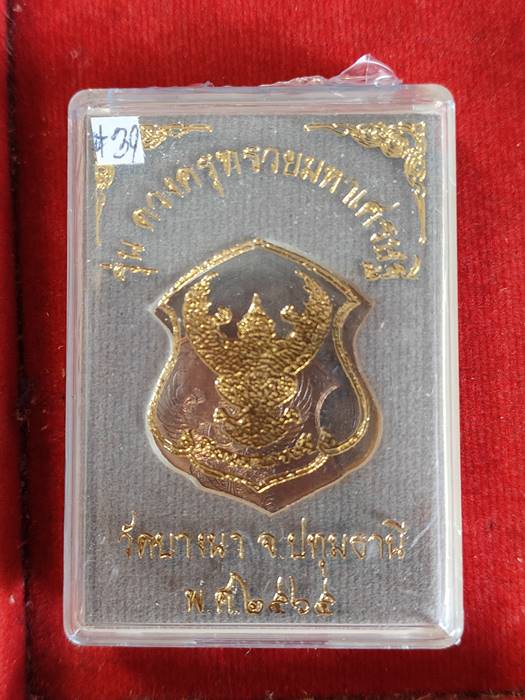 #39
รุ่น ดวงครุฑรวยมหาเศรษฐี
วัดบางนา จ.ปทุมธานี
พ.ศ.๒๕๖๕